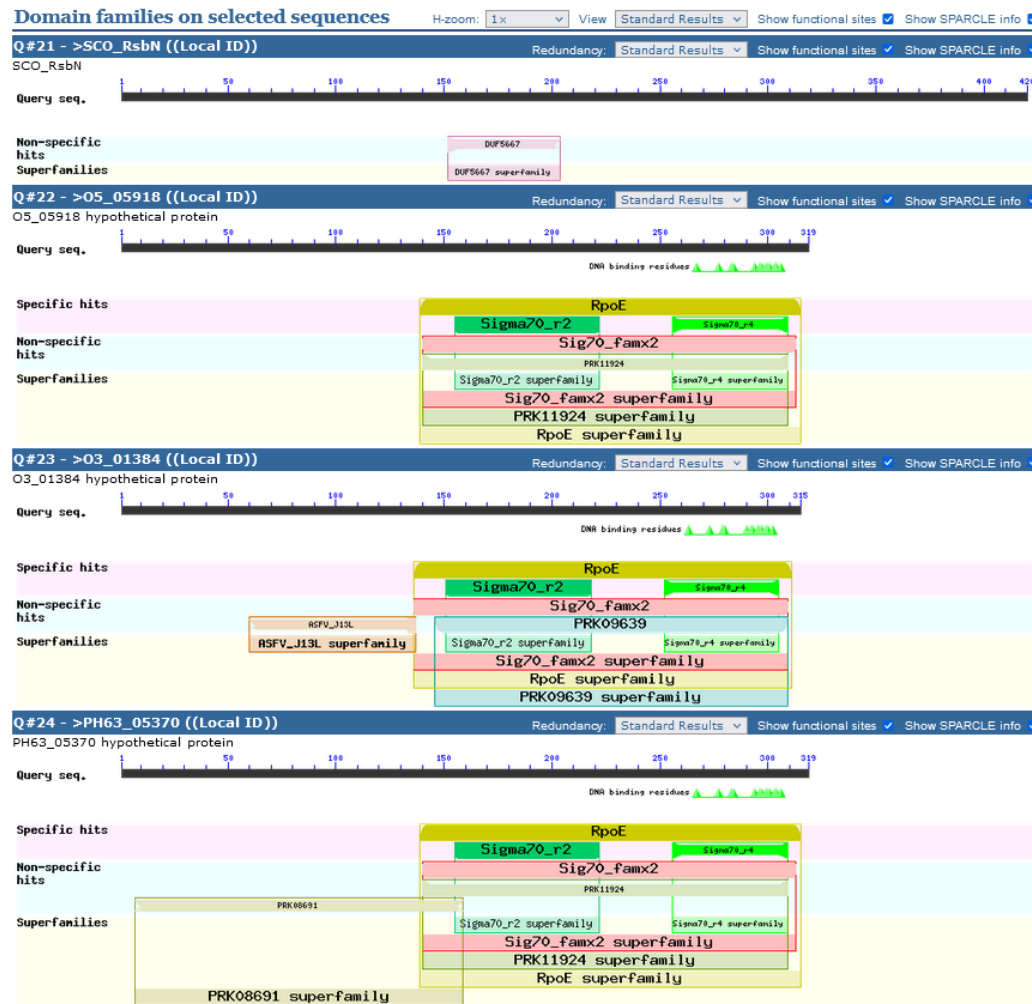 Domain families on selected sequences H-zoom: 1x View Standard Results Show functional sites Show SPARCLE info
Q#21 - >SCO_RsbN ((Local ID)) Redundancy: Standard Results Show functional sites Show SPARCLE info
SCO_RsbN
1 50 100 150 200 250 300 350 400
Query seq.
Non-specific hits
DUF5667
Superfamilies
DUF5667 superfamily
Q#22 - >O5_05918 ((Local ID)) Redundancy: Standard Results Show functional sites Show SPARCLE info
O5_05918 hypothetical protein
1 50 100 150 200 250 300 319
Query seq.
DNA binding residues
Specific hits
RpoE
Sigma70_r2 Sigma70_r4
Non-specific hits
Sig70_famx2
PRK11924
Superfamilies
Sigma70_r2 superfamily Sigma70_r4 superfamily
Sig70_famx2 superfamily
PRK11924 superfamily
RpoE superfamily
Q#23 - >O3_01384 ((Local ID)) Redundancy: Standard Results Show functional sites Show SPARCLE info
O3_01384 hypothetical protein
1 50 100 150 200 250 300 315
Query seq.
DNA binding residues
Specific hits
RpoE
Sigma70_r2 Sigma70_r4
Non-specific hits
Sig70_famx2
ASFV_J13L PRK09639
Superfamilies
ASFV_J13L superfamily Sigma70_r2 superfamily Sigma70_r4 superfamily
Sig70_famx2 superfamily
RpoE superfamily
PRK09639 superfamily
Q#24 - >PH63_05370 ((Local ID)) Redundancy: Standard Results Show functional sites Show SPARCLE info
PH63_05370 hypothetical protein
1 50 100 150 200 250 300 319
Query seq.
DNA binding residues
Specific hits
RpoE
Sigma70_r2 Sigma70_r4
Non-specific hits
Sig70_famx2
PRK11924
PRK08691
Superfamilies
Sigma70_r2 superfamily Sigma70_r4 superfamily
Sig70_famx2 superfamily
PRK11924 superfamily
RpoE superfamily
PRK08691 superfamily